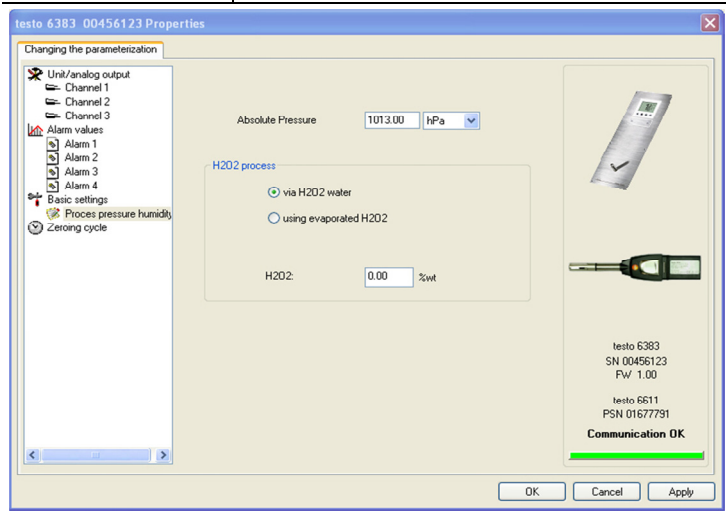 testo 6383 00456123 Properties
Changing the parameterization
Unit/analog output
Channel 1
Channel 2
Channel 3
Alarm values
Alarm 1
Alarm 2
Alarm 3
Alarm 4
Basic settings
Proces pressure humidity
Zeroing cycle
Absolute Pressure 1013.00 hPa
H2O2 process
via H2O2 water
using evaporated H2O2
H2O2: 0.00 %wt
testo 6383
SN 00456123
FW 1.00
testo 6611
PSN 01677791
Communication OK
OK Cancel Apply